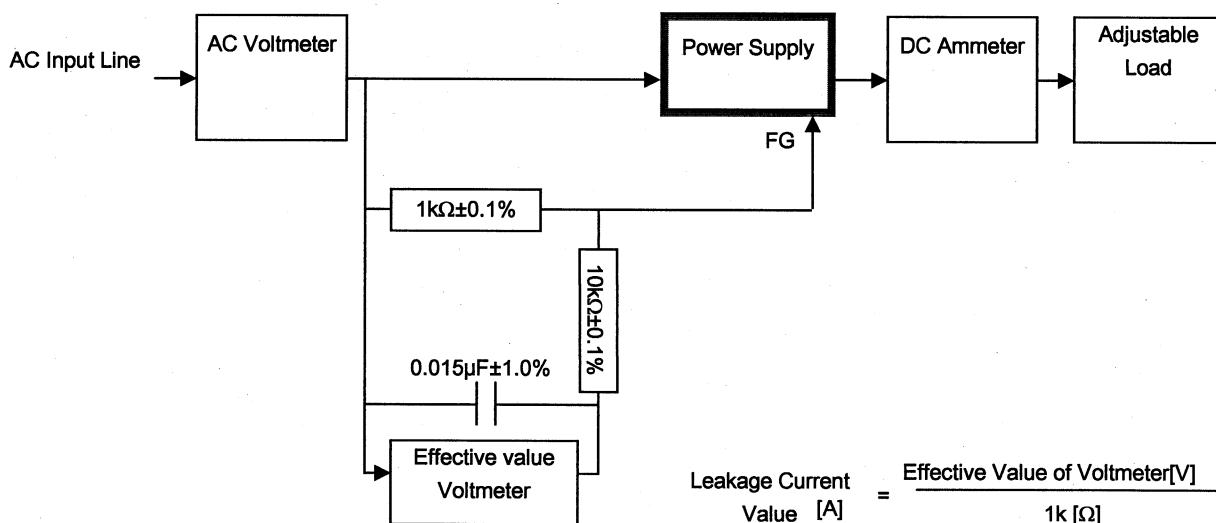 AC Input Line
AC Voltmeter
Power Supply
DC Ammeter
Adjustable
Load
FG
1kΩ±0.1%
10kΩ±0.1%
0.015µF±1.0%
Effective value
Voltmeter
Leakage Current
Value [A]
=
Effective Value of Voltmeter[V]
1k [Ω]